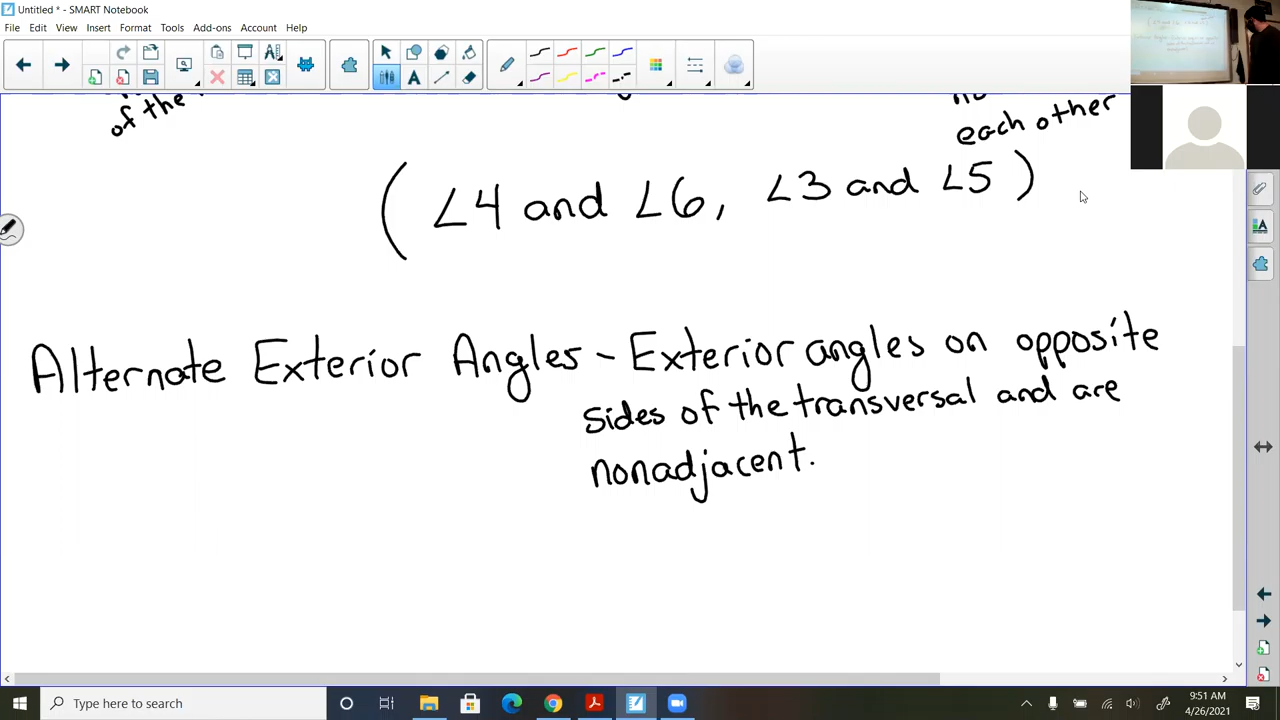 Untitled * - SMART Notebook
File Edit View Insert Format Tools Add-ons Account Help
of the
each other
( ∠4 and ∠6, ∠3 and ∠5 )
Alternate Exterior Angles - Exterior angles on opposite
sides of the transversal and are
nonadjacent.
Type here to search
9:51 AM
4/26/2021